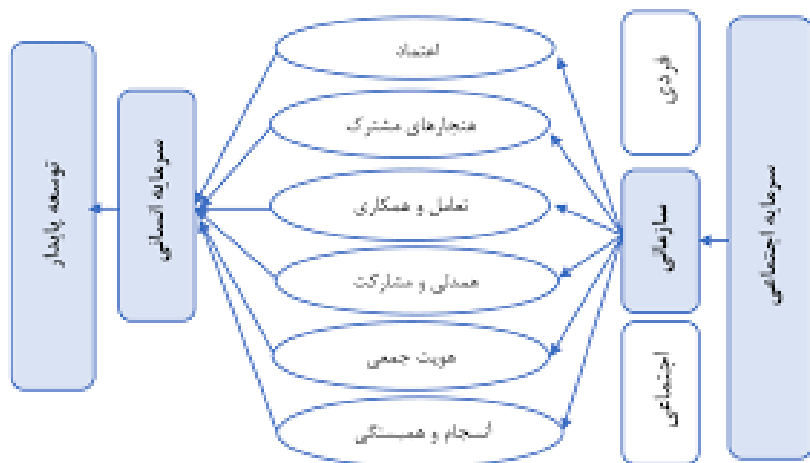 سرمایه اجتماعی
فردی
سازمانی
اجتماعی
اعتماد
هنجارهای مشترک
تعامل و همکاری
همدلی و مشارکت
هویت جمعی
انسجام و همبستگی
سرمایه انسانی
توسعه پایدار